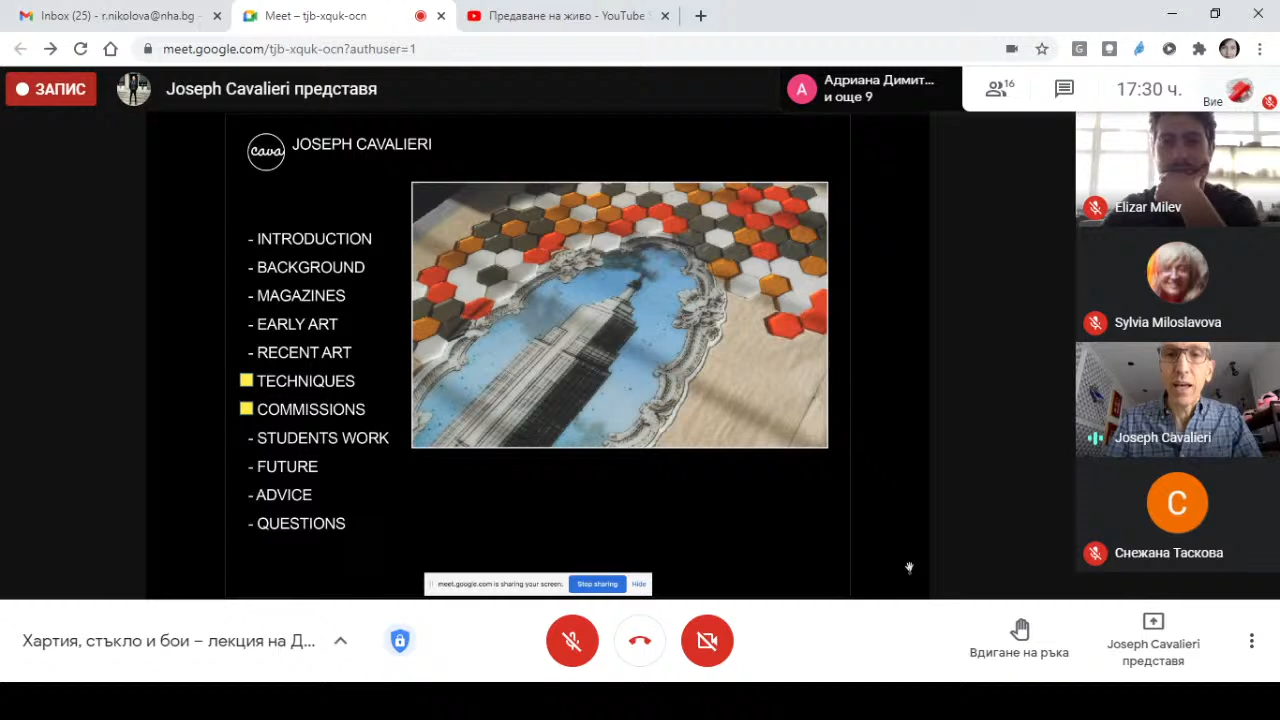 Inbox (25) - r.nikolova@nha.bg -
Meet – tjb-xquk-ocn
Предаване на живо - YouTube S
meet.google.com/tjb-xquk-ocn?authuser=1
ЗАПИС
Joseph Cavalieri представя
A
Адриана Димит...
и още 9
16
17:30 ч.
Вие
cava
JOSEPH CAVALIERI
- INTRODUCTION
- BACKGROUND
- MAGAZINES
- EARLY ART
- RECENT ART
TECHNIQUES
COMMISSIONS
- STUDENTS WORK
- FUTURE
- ADVICE
- QUESTIONS
Elizar Milev
Sylvia Miloslavova
Joseph Cavalieri
C
Снежана Таскова
meet.google.com is sharing your screen.
Stop sharing
Hide
Хартия, стъкло и бои – лекция на Д...
Вдигане на ръка
Joseph Cavalieri
представя